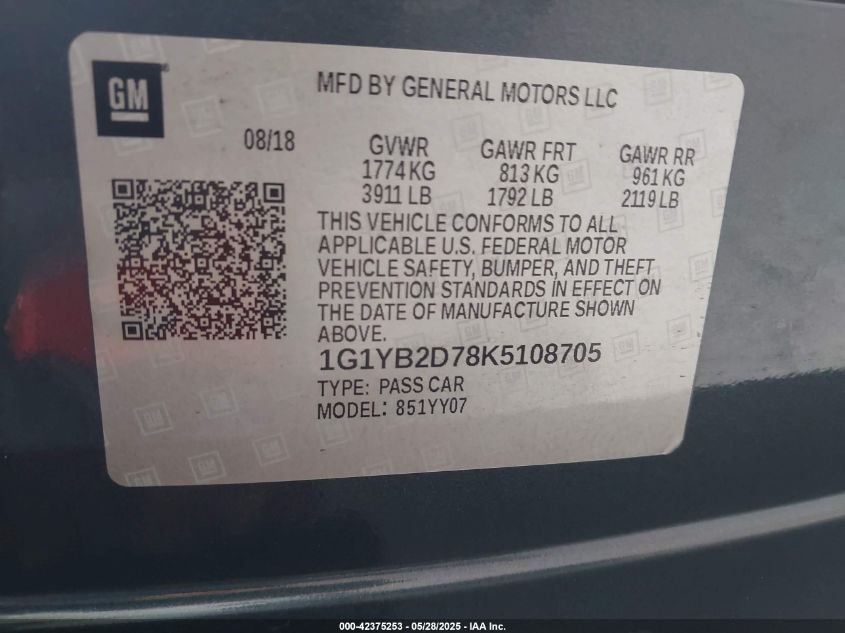 GM
MFD BY GENERAL MOTORS LLC
08/18
GVWR GAWR FRT GAWR RR
1774 KG 813 KG 961 KG
3911 LB 1792 LB 2119 LB
THIS VEHICLE CONFORMS TO ALL
APPLICABLE U.S. FEDERAL MOTOR
VEHICLE SAFETY, BUMPER, AND THEFT
PREVENTION STANDARDS IN EFFECT ON
THE DATE OF MANUFACTURE SHOWN
ABOVE.
1G1YB2D78K5108705
TYPE: PASS CAR
MODEL: 851YY07
000-42375253 - 05/28/2025 - IAA Inc.